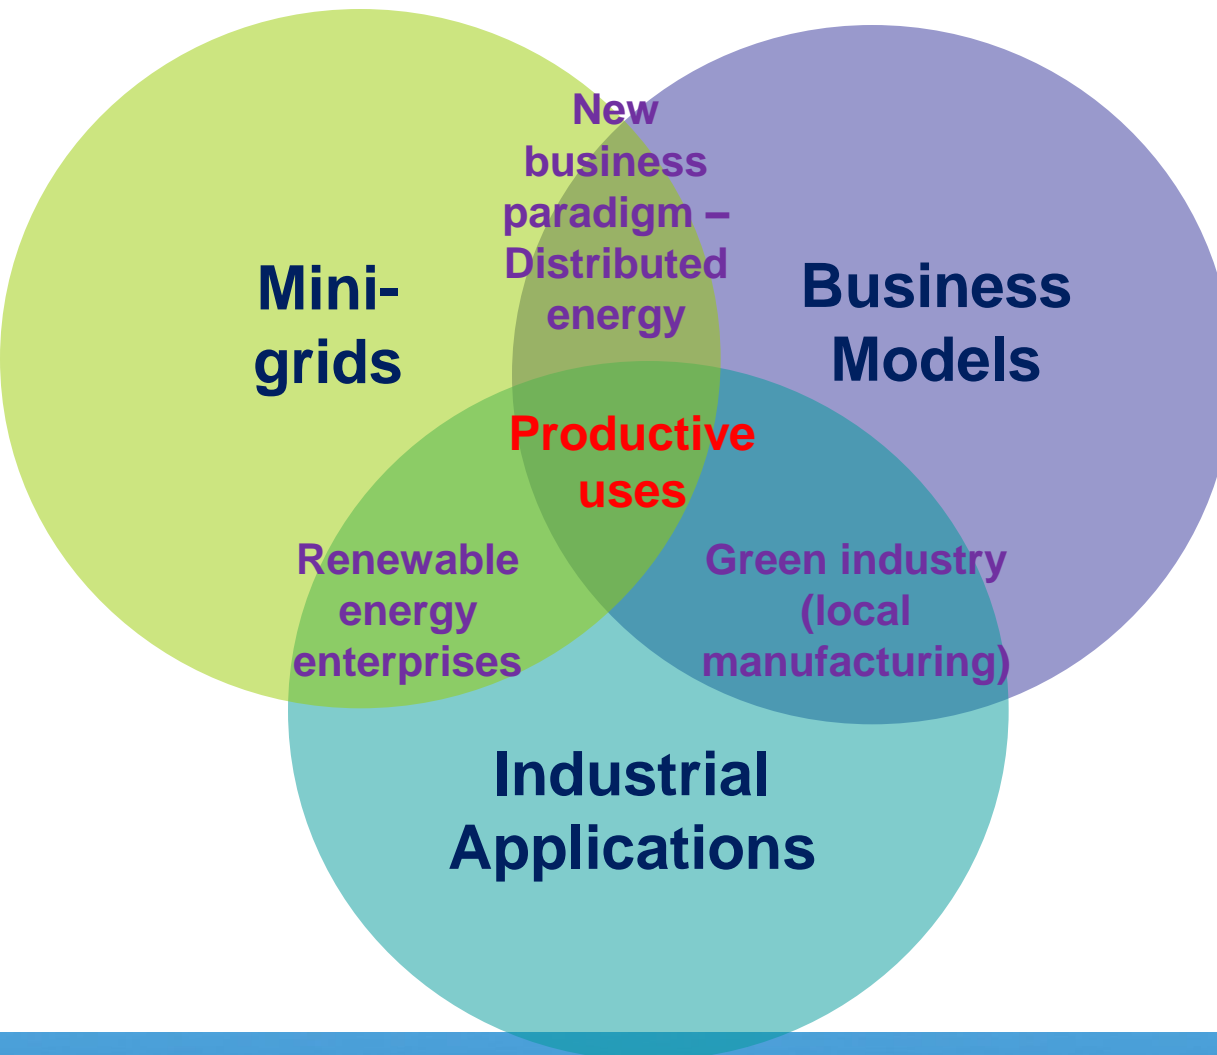 New
business
paradigm –
Distributed
energy
Mini-
grids
Business
Models
Productive
uses
Renewable
energy
enterprises
Green industry
(local
manufacturing)
Industrial
Applications